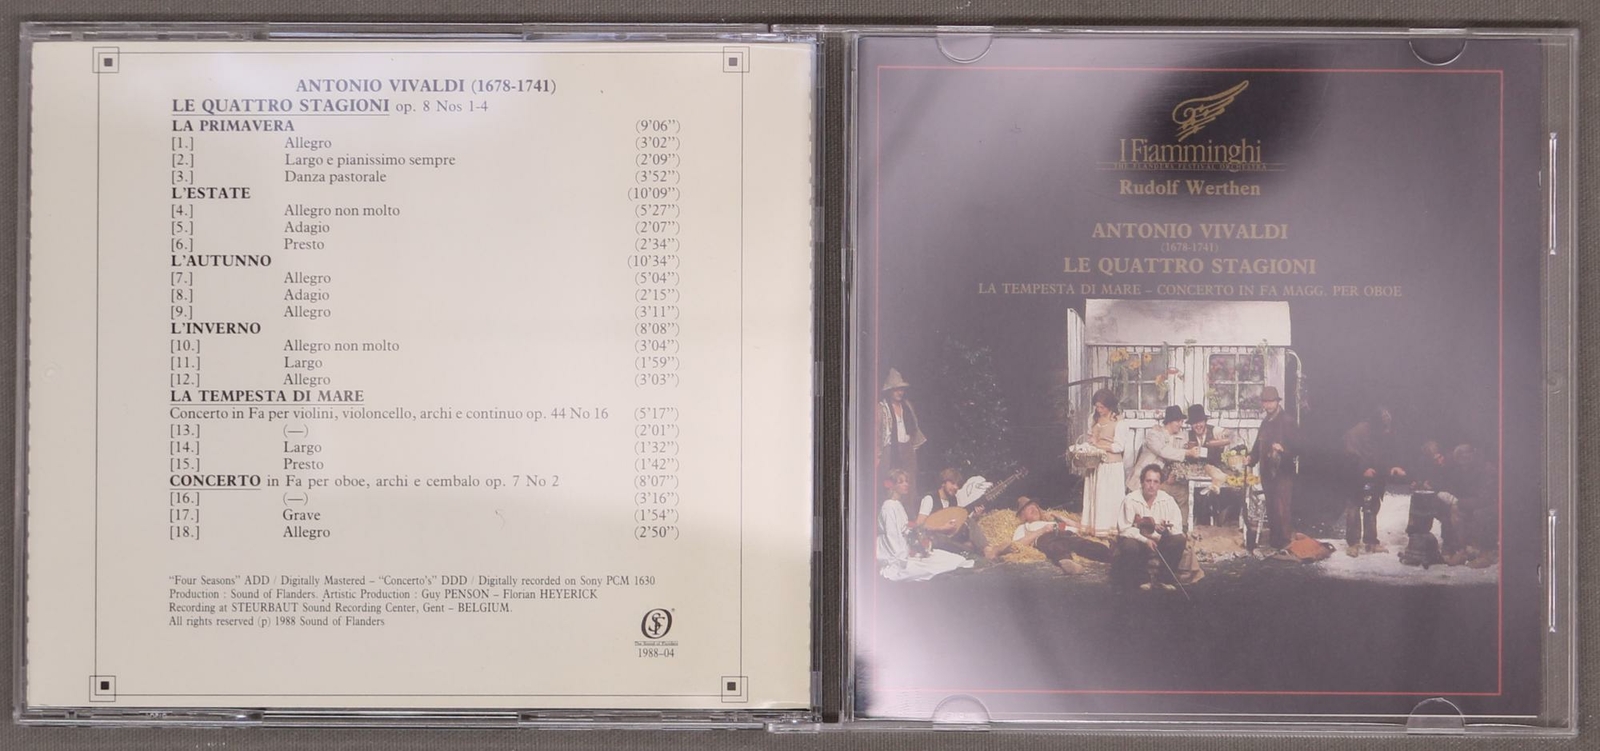 ANTONIO VIVALDI (1678-1741)
LE QUATTRO STAGIONI op. 8 Nos 1-4
LA PRIMAVERA (9'06")
[1.] Allegro (3'02")
[2.] Largo e pianissimo sempre (2'09")
[3.] Danza pastorale (3'52")
L'ESTATE (10'09")
[4.] Allegro non molto (5'27")
[5.] Adagio (2'07")
[6.] Presto (2'34")
L'AUTUNNO (10'34")
[7.] Allegro (5'04")
[8.] Adagio (2'15")
[9.] Allegro (3'11")
L'INVERNO (8'08")
[10.] Allegro non molto (3'04")
[11.] Largo (1'59")
[12.] Allegro (3'03")
LA TEMPESTA DI MARE
Concerto in Fa per violini, violoncello, archi e continuo op. 44 No 16 (5'17")
[13.] (—) (2'01")
[14.] Largo (1'32")
[15.] Presto (1'42")
CONCERTO in Fa per oboe, archi e cembalo op. 7 No 2 (8'07")
[16.] (—) (3'16")
[17.] Grave (1'54")
[18.] Allegro (2'50")
"Four Seasons" ADD / Digitally Mastered – "Concerto's" DDD / Digitally recorded on Sony PCM 1630
Production : Sound of Flanders. Artistic Production : Guy PENSON – Florian HEYERICK
Recording at STEURBAUT Sound Recording Center, Gent – BELGIUM.
All rights reserved (p) 1988 Sound of Flanders
The Sound of Flanders
1988-04
I Fiamminghi
THE FLANDERS FESTIVAL ORCHESTRA
Rudolf Werthen
ANTONIO VIVALDI
(1678-1741)
LE QUATTRO STAGIONI
LA TEMPESTA DI MARE – CONCERTO IN FA MAGG. PER OBOE